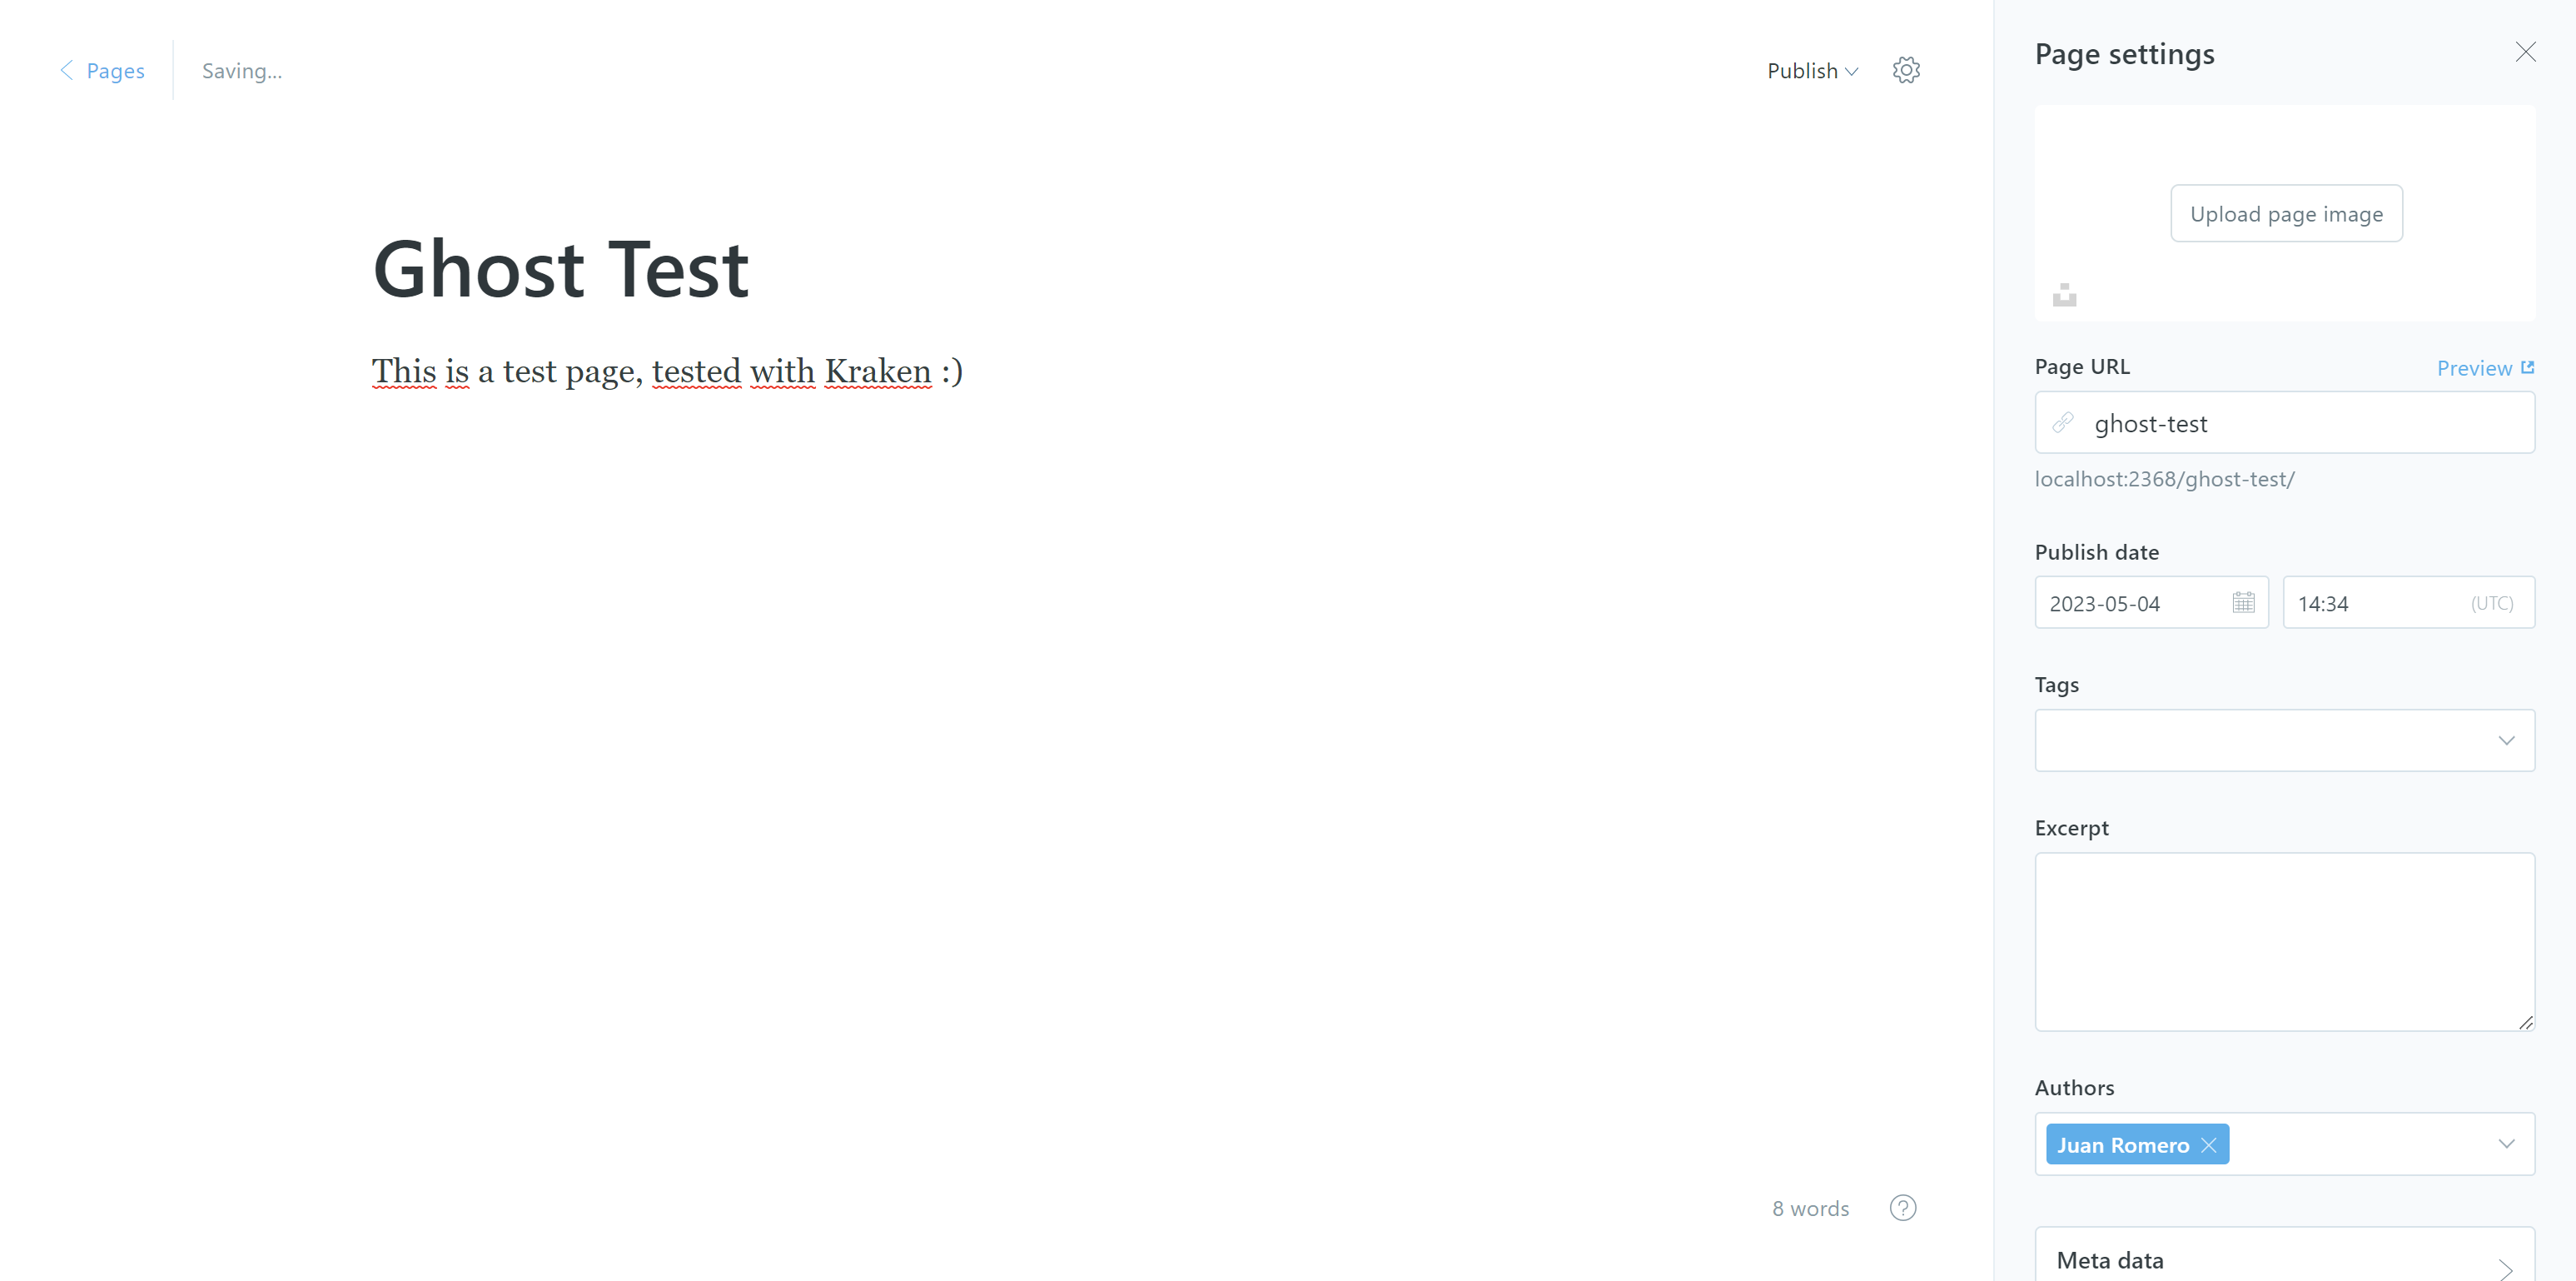 Pages
Saving...
Publish
Ghost Test
This is a test page, tested with Kraken :)
8 words
?
Page settings
Upload page image
Page URL
Preview
ghost-test
localhost:2368/ghost-test/
Publish date
2023-05-04
14:34 (UTC)
Tags
Excerpt
Authors
Juan Romero
Meta data